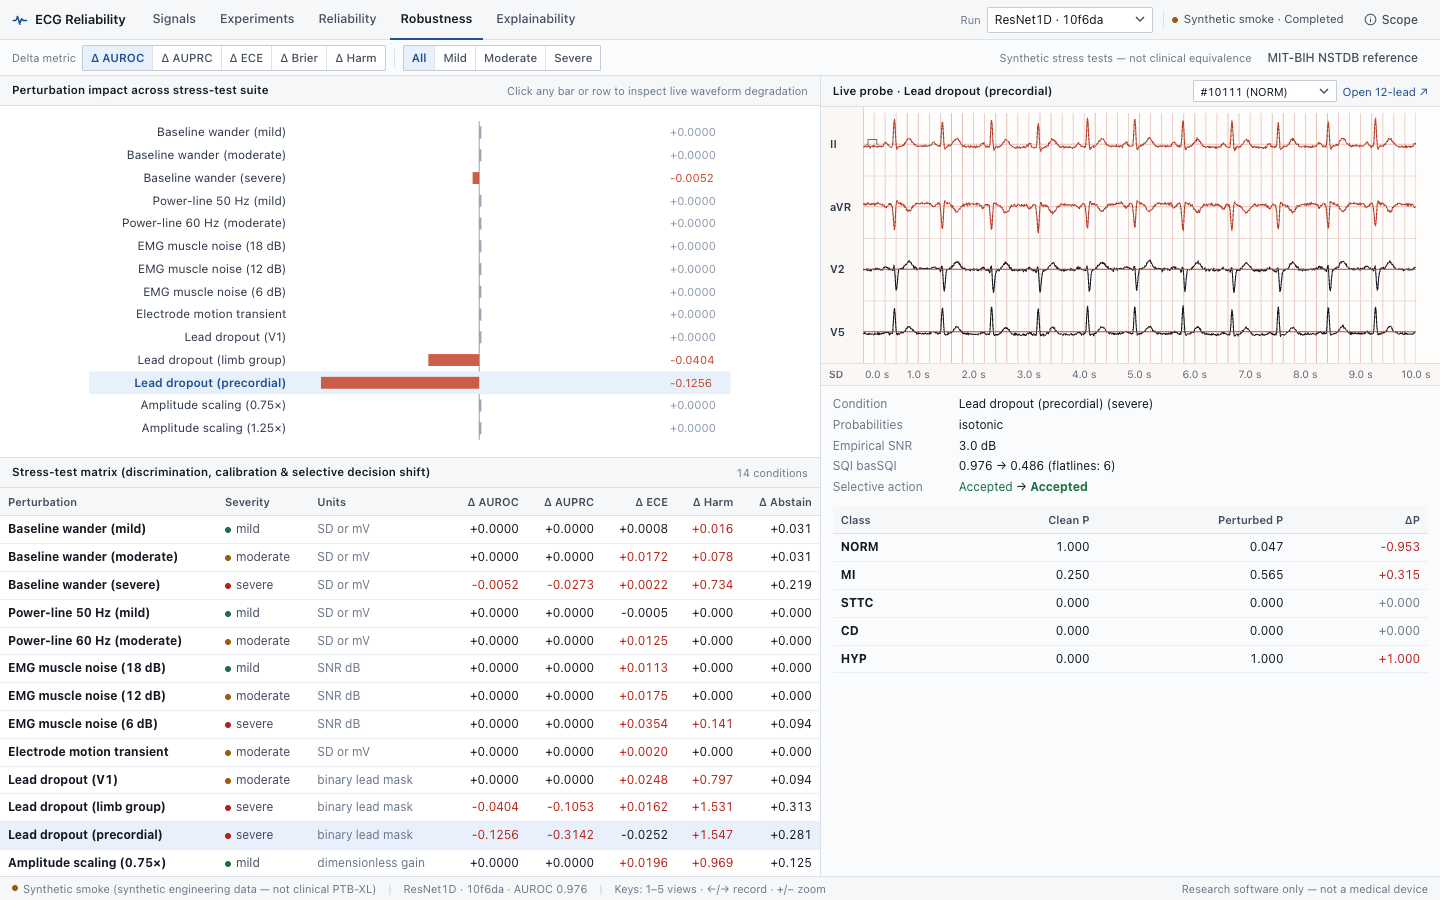 ECG Reliability Signals Experiments Reliability Robustness Explainability Run ResNet1D · 10f6da Synthetic smoke · Completed Scope
Delta metric Δ AUROC Δ AUPRC Δ ECE Δ Brier Δ Harm All Mild Moderate Severe Synthetic stress tests — not clinical equivalence MIT-BIH NSTDB reference
Perturbation impact across stress-test suite Click any bar or row to inspect live waveform degradation
Baseline wander (mild) +0.0000
Baseline wander (moderate) +0.0000
Baseline wander (severe) -0.0052
Power-line 50 Hz (mild) +0.0000
Power-line 60 Hz (moderate) +0.0000
EMG muscle noise (18 dB) +0.0000
EMG muscle noise (12 dB) +0.0000
EMG muscle noise (6 dB) +0.0000
Electrode motion transient +0.0000
Lead dropout (V1) +0.0000
Lead dropout (limb group) -0.0404
Lead dropout (precordial) -0.1256
Amplitude scaling (0.75×) +0.0000
Amplitude scaling (1.25×) +0.0000
Stress-test matrix (discrimination, calibration & selective decision shift) 14 conditions
Perturbation Severity Units Δ AUROC Δ AUPRC Δ ECE Δ Harm Δ Abstain
Baseline wander (mild) mild SD or mV +0.0000 +0.0000 +0.0008 +0.016 +0.031
Baseline wander (moderate) moderate SD or mV +0.0000 +0.0000 +0.0172 +0.078 +0.031
Baseline wander (severe) severe SD or mV -0.0052 -0.0273 +0.0022 +0.734 +0.219
Power-line 50 Hz (mild) mild SD or mV +0.0000 +0.0000 -0.0005 +0.000 +0.000
Power-line 60 Hz (moderate) moderate SD or mV +0.0000 +0.0000 +0.0125 +0.000 +0.000
EMG muscle noise (18 dB) mild SNR dB +0.0000 +0.0000 +0.0113 +0.000 +0.000
EMG muscle noise (12 dB) moderate SNR dB +0.0000 +0.0000 +0.0175 +0.000 +0.000
EMG muscle noise (6 dB) severe SNR dB +0.0000 +0.0000 +0.0354 +0.141 +0.094
Electrode motion transient moderate SD or mV +0.0000 +0.0000 +0.0020 +0.000 +0.000
Lead dropout (V1) moderate binary lead mask +0.0000 +0.0000 +0.0248 +0.797 +0.094
Lead dropout (limb group) severe binary lead mask -0.0404 -0.1053 +0.0162 +1.531 +0.313
Lead dropout (precordial) severe binary lead mask -0.1256 -0.3142 -0.0252 +1.547 +0.281
Amplitude scaling (0.75×) mild dimensionless gain +0.0000 +0.0000 +0.0196 +0.969 +0.125
Live probe · Lead dropout (precordial) #10111 (NORM) Open 12-lead ↗
II
aVR
V2
V5
SD 0.0 s 1.0 s 2.0 s 3.0 s 4.0 s 5.0 s 6.0 s 7.0 s 8.0 s 9.0 s 10.0 s
Condition Lead dropout (precordial) (severe)
Probabilities isotonic
Empirical SNR 3.0 dB
SQI basSQI 0.976 → 0.486 (flatlines: 6)
Selective action Accepted → Accepted
Class Clean P Perturbed P ΔP
NORM 1.000 0.047 -0.953
MI 0.250 0.565 +0.315
STTC 0.000 0.000 +0.000
CD 0.000 0.000 +0.000
HYP 0.000 1.000 +1.000
Synthetic smoke (synthetic engineering data — not clinical PTB-XL) ResNet1D · 10f6da · AUROC 0.976 Keys: 1–5 views · ←/→ record · +/− zoom Research software only — not a medical device